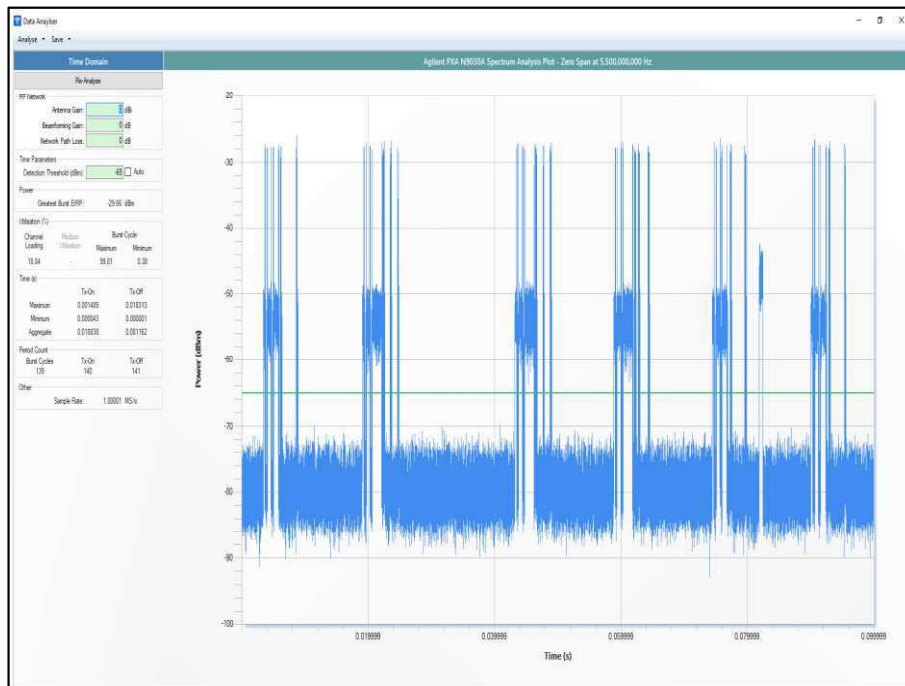 Data Anaylser
Analyse Save
Time Domain
Agilent PXA N9030A Spectrum Analysis Plot - Zero Span at 5,500,000,000 Hz
Re-Analyse
RF Network
Antenna Gain: dBi
Beamforming Gain: 0 dB
Network Path Loss: 0 dB
Time Parameters
Detection Threshold (dBm): -65 Auto
Power
Greatest Burst EIRP: -29.66 dBm
Utilisation (%)
Channel Loading Medium Utilisation Burst Cycle
Maximum Minimum
18.04 - 99.01 0.30
Time (s)
Tx-On Tx-Off
Maximum 0.001489 0.018313
Minimum 0.000043 0.000001
Aggregate 0.018838 0.081162
Period Count
Burst Cycles Tx-On Tx-Off
139 140 141
Other
Sample Rate: 1.00001 MS/s
Power (dBm)
-20
-30
-40
-50
-60
-70
-80
-90
-100
0.019999 0.039999 0.059999 0.079999 0.099999
Time (s)